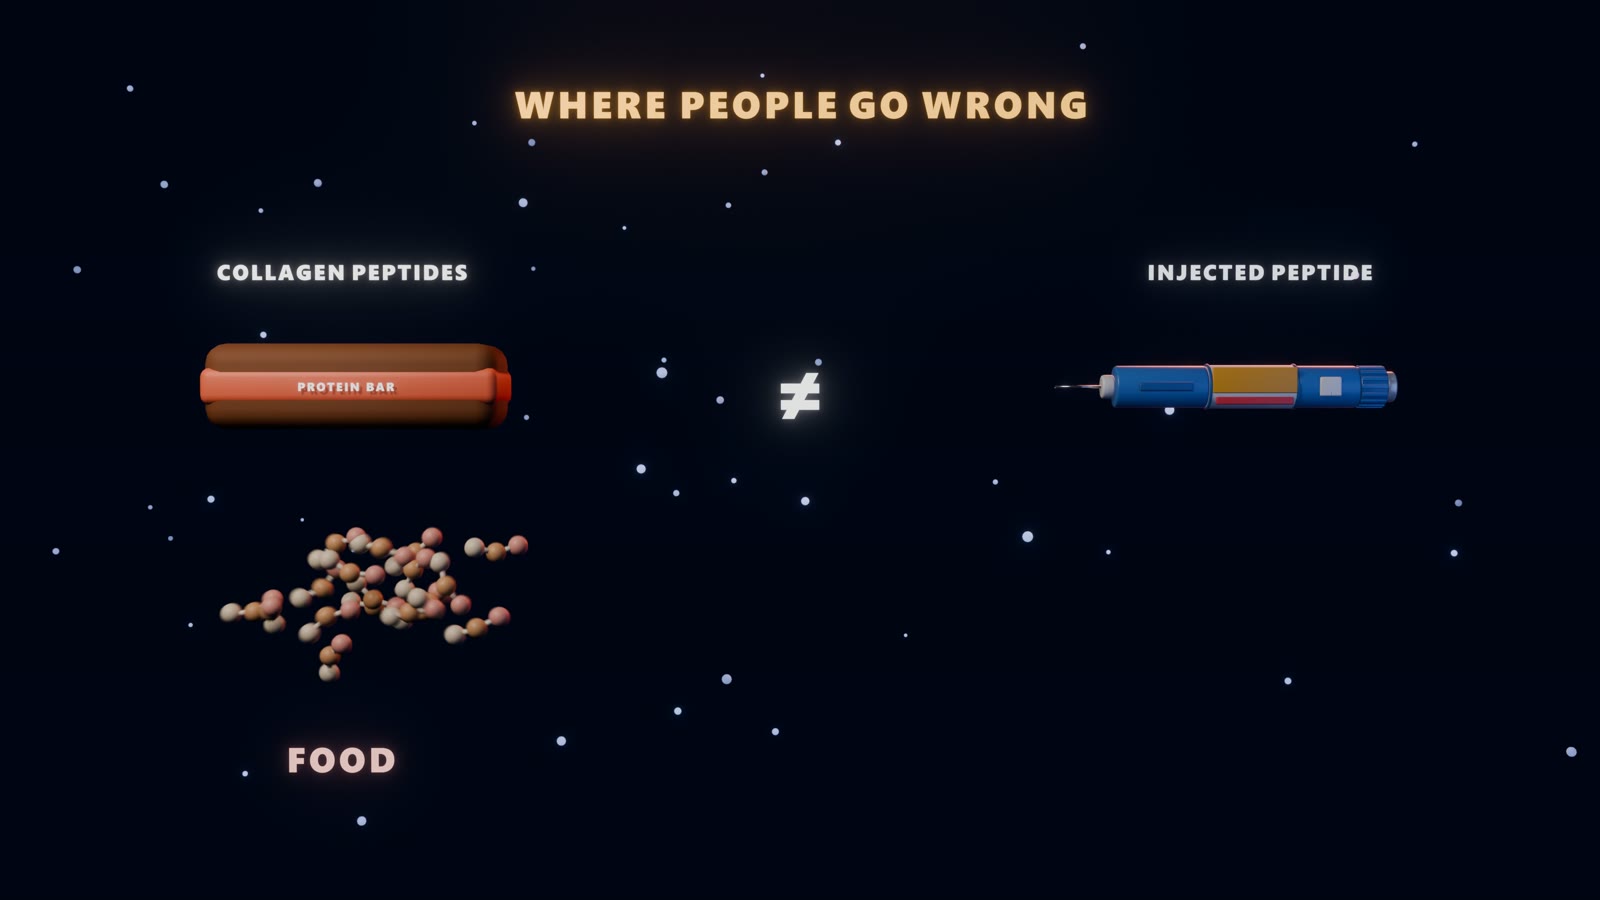 WHERE PEOPLE GO WRONG
COLLAGEN PEPTIDES
INJECTED PEPTIDE
PROTEIN BAR
≠
FOOD